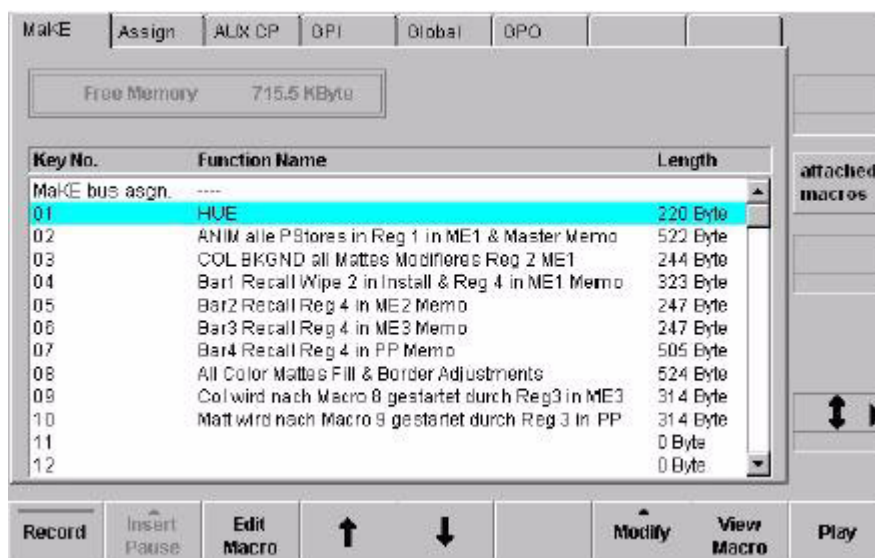 MaKE Assign AUX CP GPI Global GPO
Free Memory 715.5 KByte
Key No. Function Name Length
MaKE bus asgn. ----
01 HUE 220 Byte
02 ANIM alle PStores in Reg 1 in ME1 & Master Memo 522 Byte
03 COL BKGND all Mattes Modifieres Reg 2 ME1 244 Byte
04 Bar1 Recall Wipe 2 in Install & Reg 4 in ME1 Memo 323 Byte
05 Bar2 Recall Reg 4 in ME2 Memo 247 Byte
06 Bar3 Recall Reg 4 in ME3 Memo 247 Byte
07 Bar4 Recall Reg 4 in PP Memo 505 Byte
08 All Color Mattes Fill & Border Adjustments 524 Byte
09 Col wird nach Macro 8 gestartet durch Reg3 in ME3 314 Byte
10 Matt wird nach Macro 9 gestartet durch Reg 3 in PP 314 Byte
11 0 Byte
12 0 Byte
attached
macros
Record Insert Pause Edit Macro Modify View Macro Play